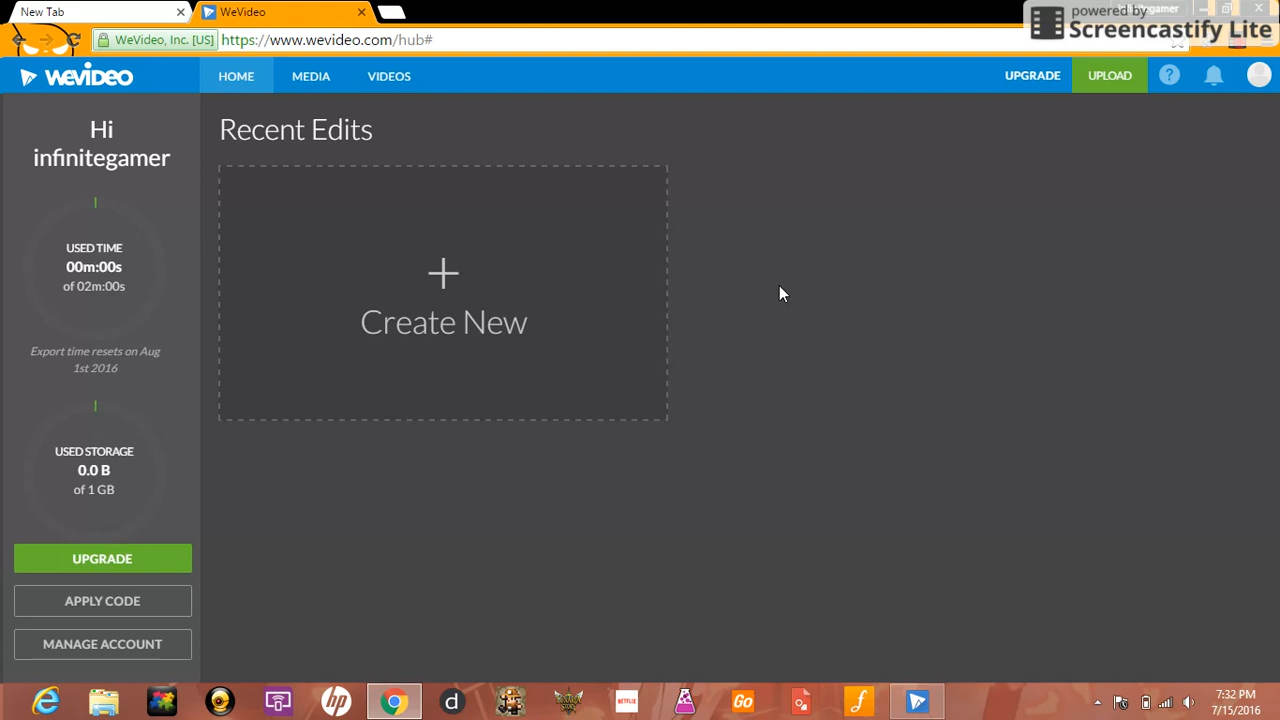 New Tab
WeVideo
powered by
Screencastify Lite
WeVideo, Inc. [US]
https://www.wevideo.com/hub#
WEVIDEO
HOME
MEDIA
VIDEOS
UPGRADE
UPLOAD
?
Hi
infinitegamer
Recent Edits
USED TIME
00m:00s
of 02m:00s
Create New
Export time resets on Aug
1st 2016
USED STORAGE
0.0 B
of 1 GB
UPGRADE
APPLY CODE
MANAGE ACCOUNT
hp
d
NETFLIX
Go
f
7:32 PM
7/15/2016